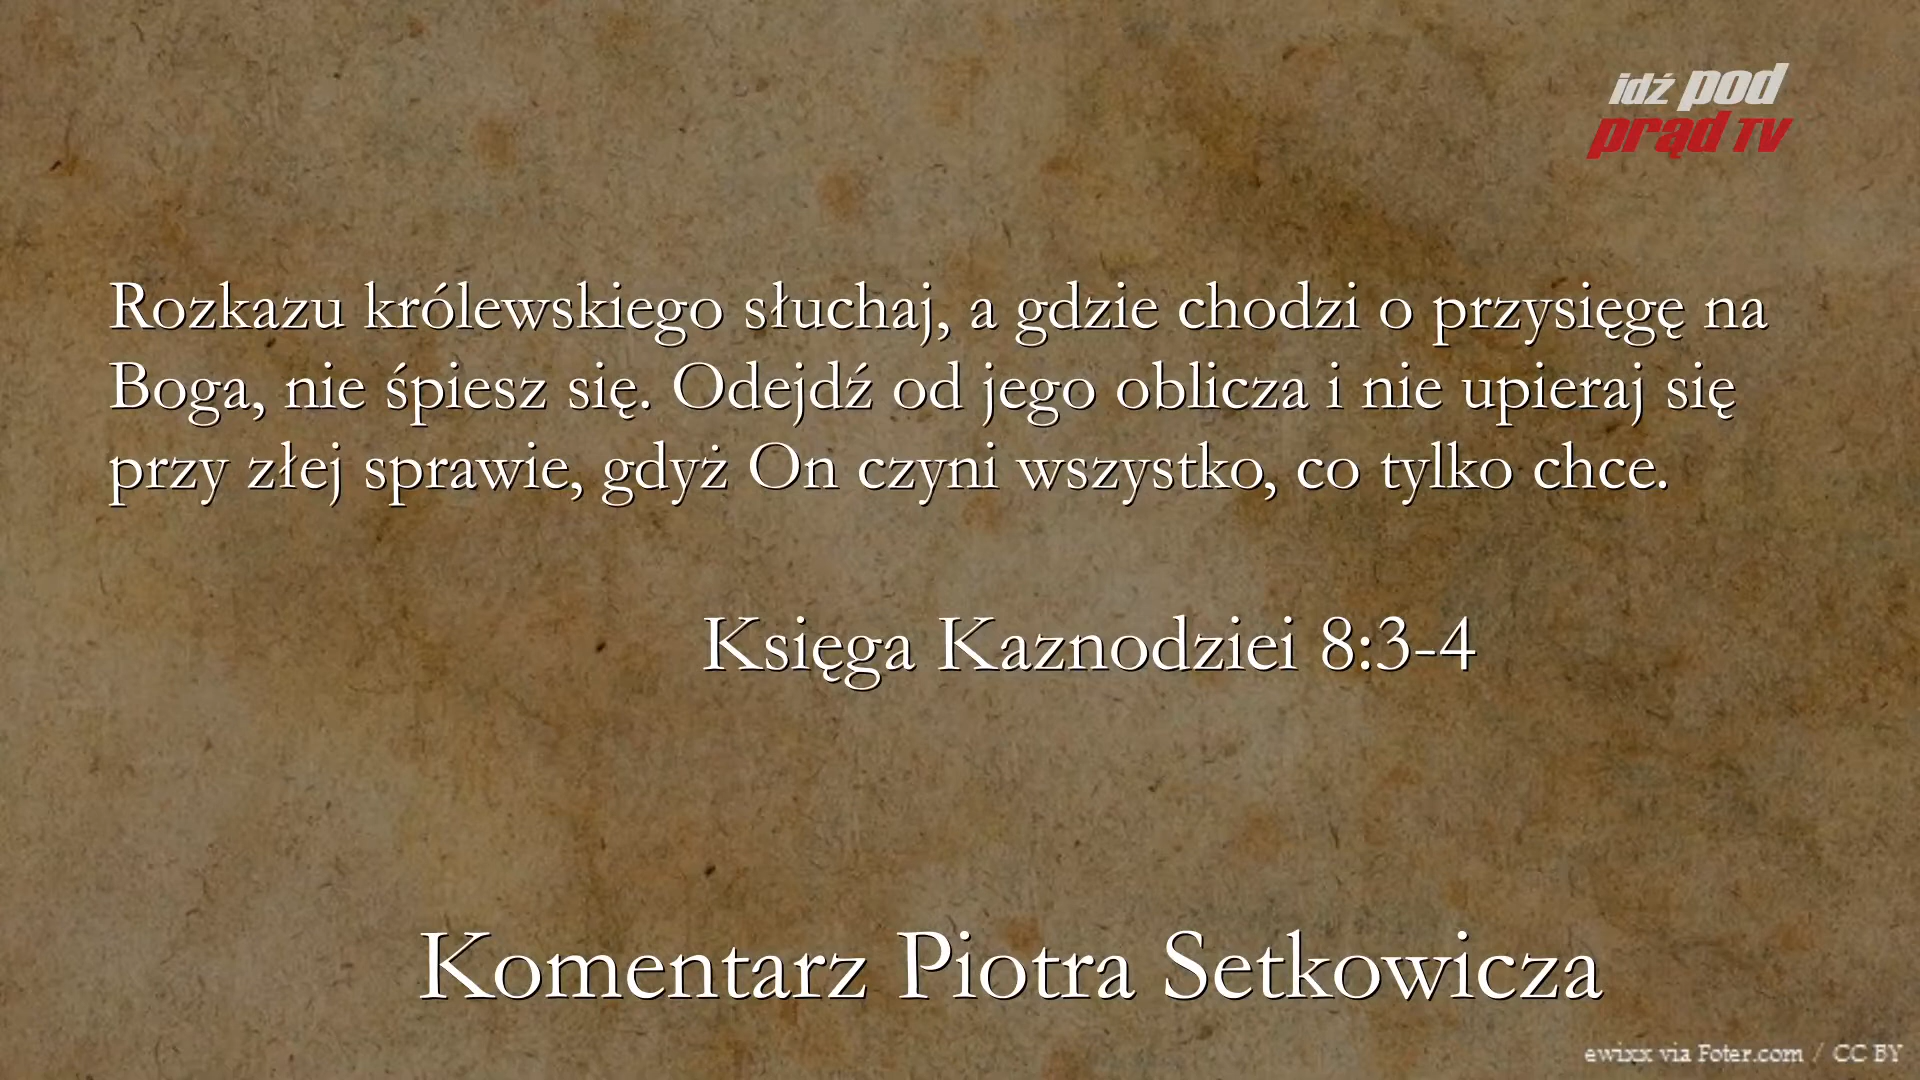 idź pod
prąd TV
Rozkazu królewskiego słuchaj, a gdzie chodzi o przysięgę na
Boga, nie śpiesz się. Odejdź od jego oblicza i nie upieraj się
przy złej sprawie, gdyż On czyni wszystko, co tylko chce.
Księga Kaznodziei 8:3-4
Komentarz Piotra Setkowicza
ewixx via Foter.com / CC BY